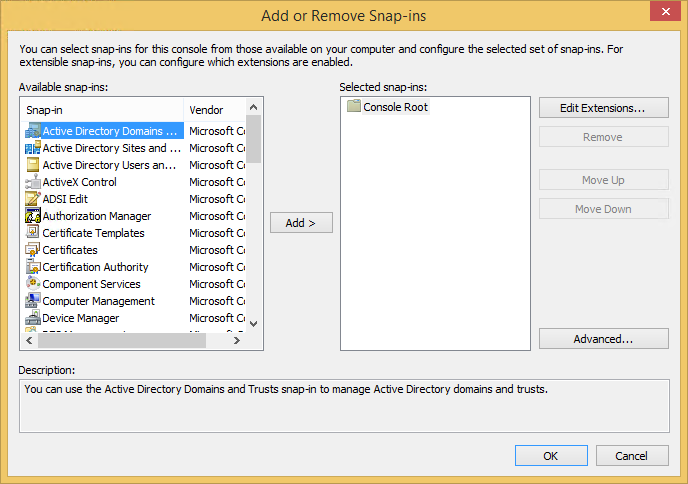 Add or Remove Snap-ins
You can select snap-ins for this console from those available on your computer and configure the selected set of snap-ins. For
extensible snap-ins, you can configure which extensions are enabled.
Available snap-ins:
Snap-in Vendor
Active Directory Domains ... Microsoft Co
Active Directory Sites and ... Microsoft Co
Active Directory Users an... Microsoft Co
ActiveX Control Microsoft Co
ADSI Edit Microsoft Co
Authorization Manager Microsoft Co
Certificate Templates Microsoft Co
Certificates Microsoft Co
Certification Authority Microsoft Co
Component Services Microsoft Co
Computer Management Microsoft Co
Device Manager Microsoft Co
Add >
Selected snap-ins:
Console Root
Edit Extensions...
Remove
Move Up
Move Down
Advanced...
Description:
You can use the Active Directory Domains and Trusts snap-in to manage Active Directory domains and trusts.
OK
Cancel